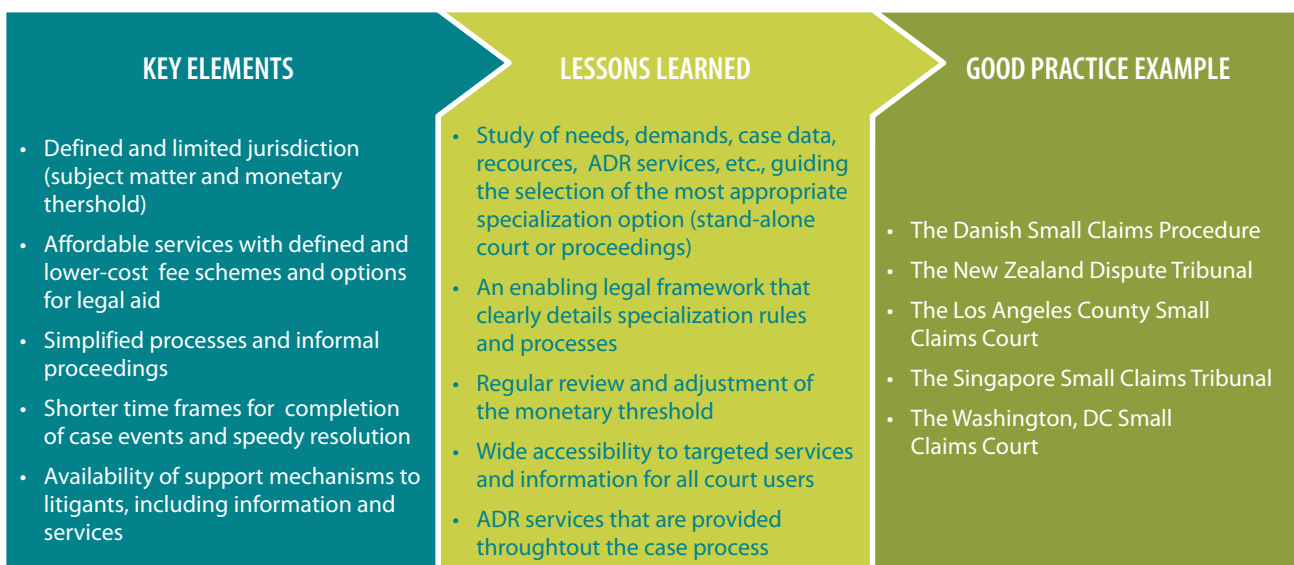 KEY ELEMENTS
• Defined and limited jurisdiction
(subject matter and monetary
thershold)
• Affordable services with defined and
lower-cost fee schemes and options
for legal aid
• Simplified processes and informal
proceedings
• Shorter time frames for completion
of case events and speedy resolution
• Availability of support mechanisms to
litigants, including information and
services
LESSONS LEARNED
• Study of needs, demands, case data,
recources, ADR services, etc., guiding
the selection of the most appropriate
specialization option (stand-alone
court or proceedings)
• An enabling legal framework that
clearly details specialization rules
and processes
• Regular review and adjustment of
the monetary threshold
• Wide accessibility to targeted services
and information for all court users
• ADR services that are provided
throughtout the case process
GOOD PRACTICE EXAMPLE
• The Danish Small Claims Procedure
• The New Zealand Dispute Tribunal
• The Los Angeles County Small
Claims Court
• The Singapore Small Claims Tribunal
• The Washington, DC Small
Claims Court